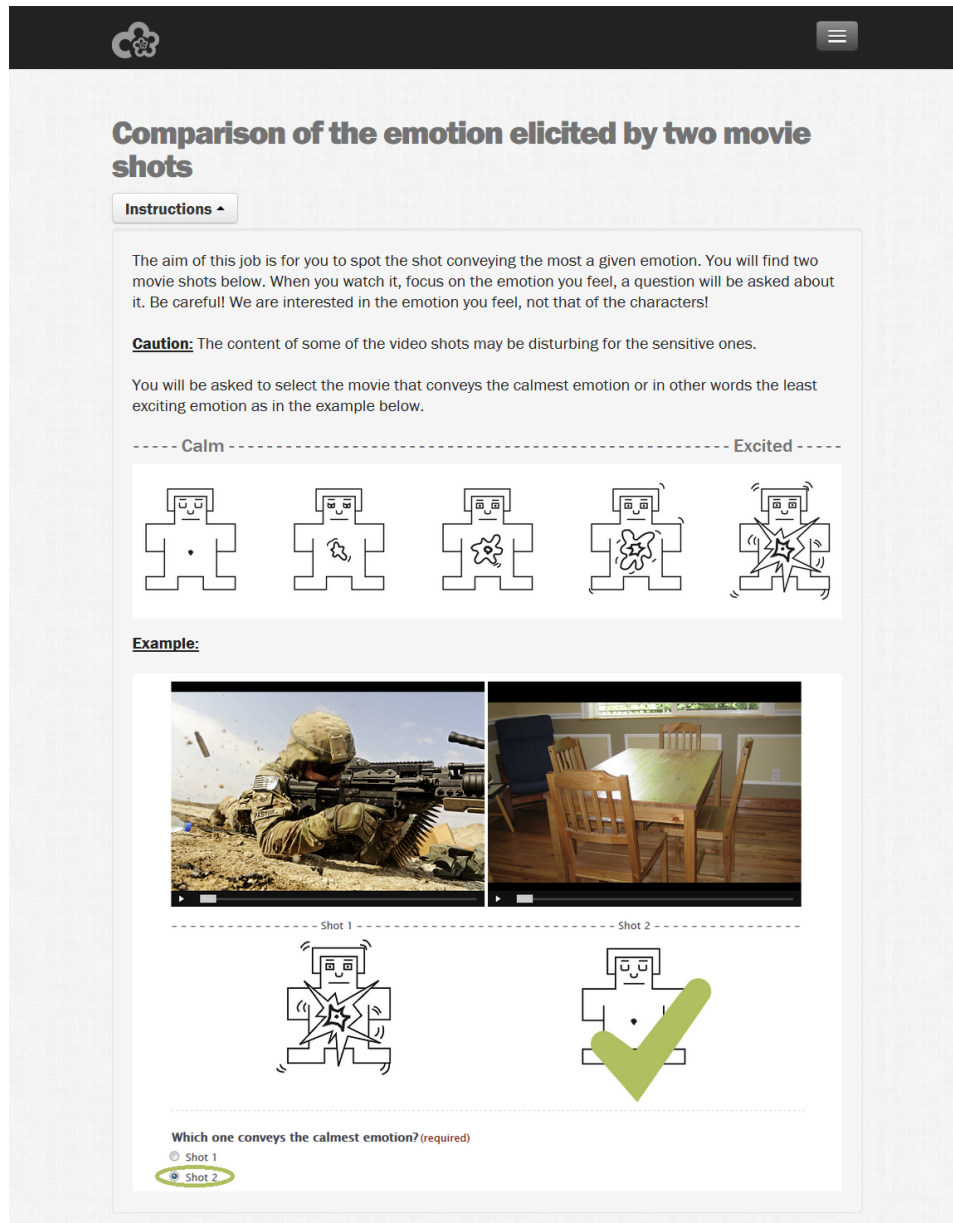 Comparison of the emotion elicited by two movie
shots
Instructions
The aim of this job is for you to spot the shot conveying the most a given emotion. You will find two
movie shots below. When you watch it, focus on the emotion you feel, a question will be asked about
it. Be careful! We are interested in the emotion you feel, not that of the characters!
Caution: The content of some of the video shots may be disturbing for the sensitive ones.
You will be asked to select the movie that conveys the calmest emotion or in other words the least
exciting emotion as in the example below.
----- Calm ----- Excited -----
Example:
Shot 1
Shot 2
Which one conveys the calmest emotion? (required)
Shot 1
Shot 2